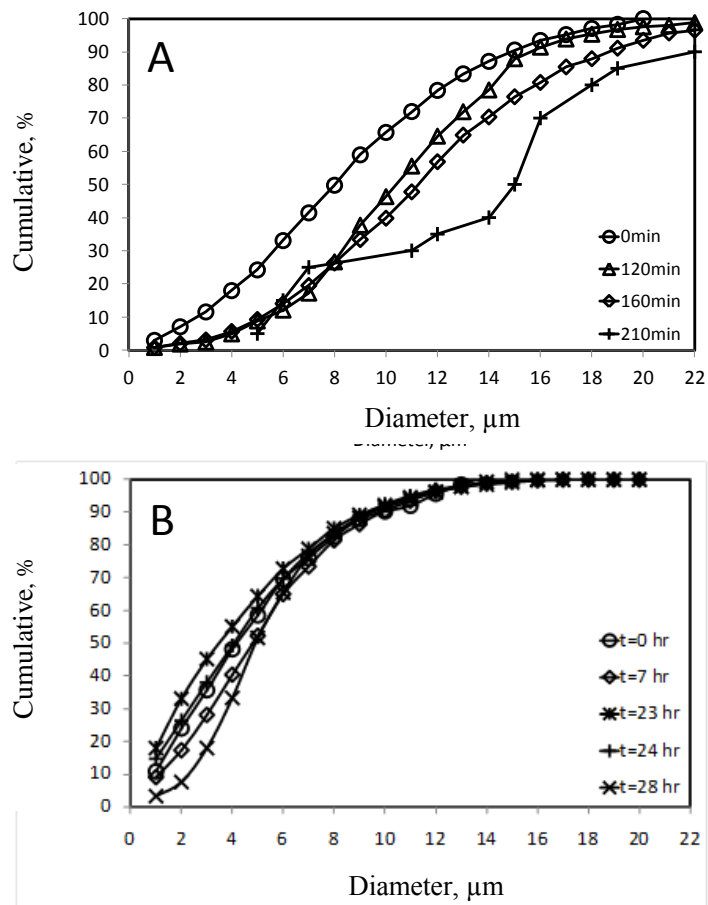 100
90
80
70
60
50
40
30
20
10
0
Cumulative, %
A
0min
120min
160min
210min
0 2 4 6 8 10 12 14 16 18 20 22
Diameter, µm
Diameter, µm
100
90
80
70
60
50
40
30
20
10
0
Cumulative, %
B
t=0 hr
t=7 hr
t=23 hr
t=24 hr
t=28 hr
0 2 4 6 8 10 12 14 16 18 20 22
Diameter, µm